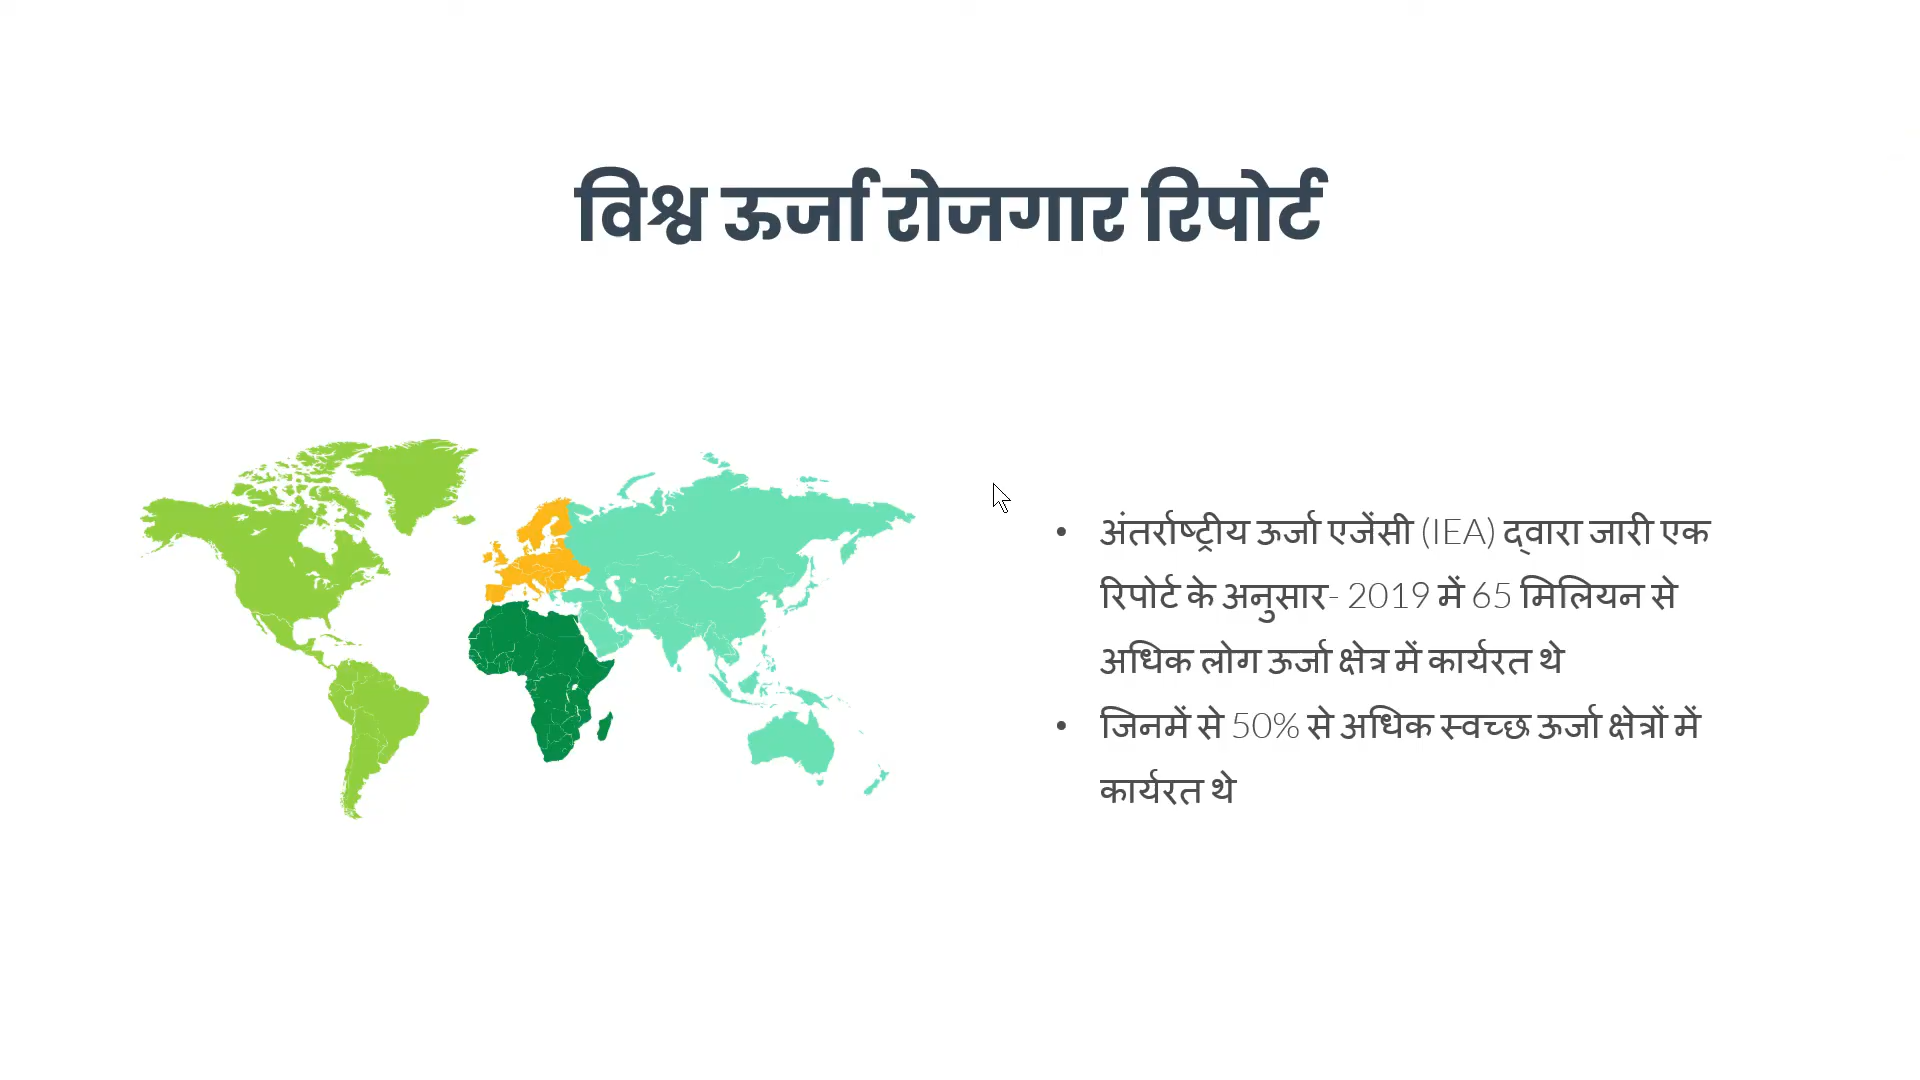 विश्व ऊर्जा रोजगार रिपोर्ट
• अंतर्राष्ट्रीय ऊर्जा एजेंसी (IEA) द्वारा जारी एक
रिपोर्ट के अनुसार- 2019 में 65 मिलियन से
अधिक लोग ऊर्जा क्षेत्र में कार्यरत थे
• जिनमें से 50% से अधिक स्वच्छ ऊर्जा क्षेत्रों में
कार्यरत थे